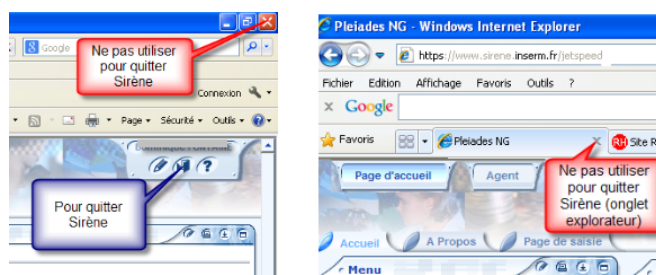 Google
Ne pas utiliser
pour quitter
Sirène
Connexion
Page Sécurité Outils
Pour quitter
Sirène
Pleiades NG - Windows Internet Explorer
https://www.sirene.inserm.fr/jetspeed
Fichier Edition Affichage Favoris Outils ?
x Google
Favoris Pleiades NG x RH Site R
Page d'accueil Agent
Ne pas utiliser
pour quitter
Sirène (onglet
explorateur)
Accueil A Propos Page de saisie
Menu